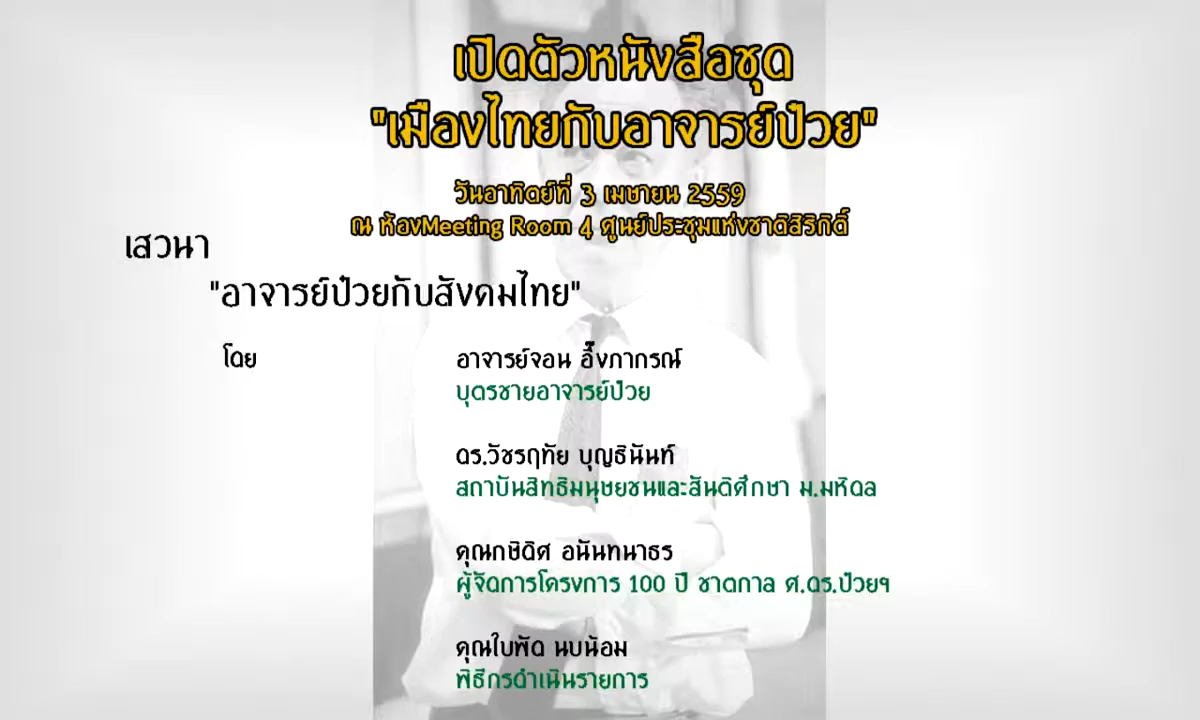 เปิดตัวหนังสือชุด
"เมืองไทยกับอาจารย์ป๋วย"
วันอาทิตย์ที่ 3 เมษายน 2559
ณ ห้องMeeting Room 4 ศูนย์ประชุมแห่งชาติสิริกิติ์
เสวนา
"อาจารย์ป๋วยกับสังคมไทย"
โดย อาจารย์จอน อึ๊งภากรณ์
บุตรชายอาจารย์ป๋วย
ดร.วัชรฤทัย บุญธินันท์
สถาบันสิทธิมนุษยชนและสันติศึกษา ม.มหิดล
คุณกษิดิศ อนันทนาธร
ผู้จัดการโครงการ 100 ปี ชาตกาล ศ.ดร.ป๋วยฯ
คุณใบพัด นบน้อม
พิธีกรดำเนินรายการ